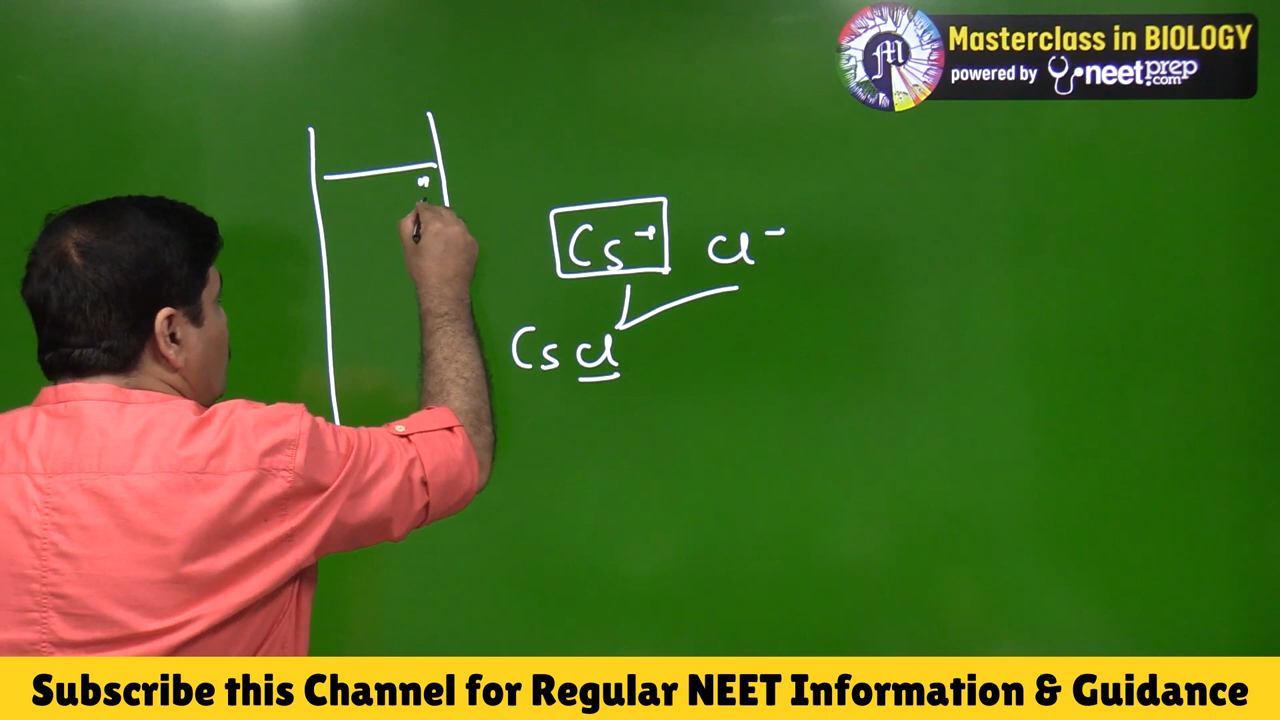 Masterclass in BIOLOGY
powered by neetprep.com
Cs⁺ Cl⁻
CsCl
Subscribe this Channel for Regular NEET Information & Guidance